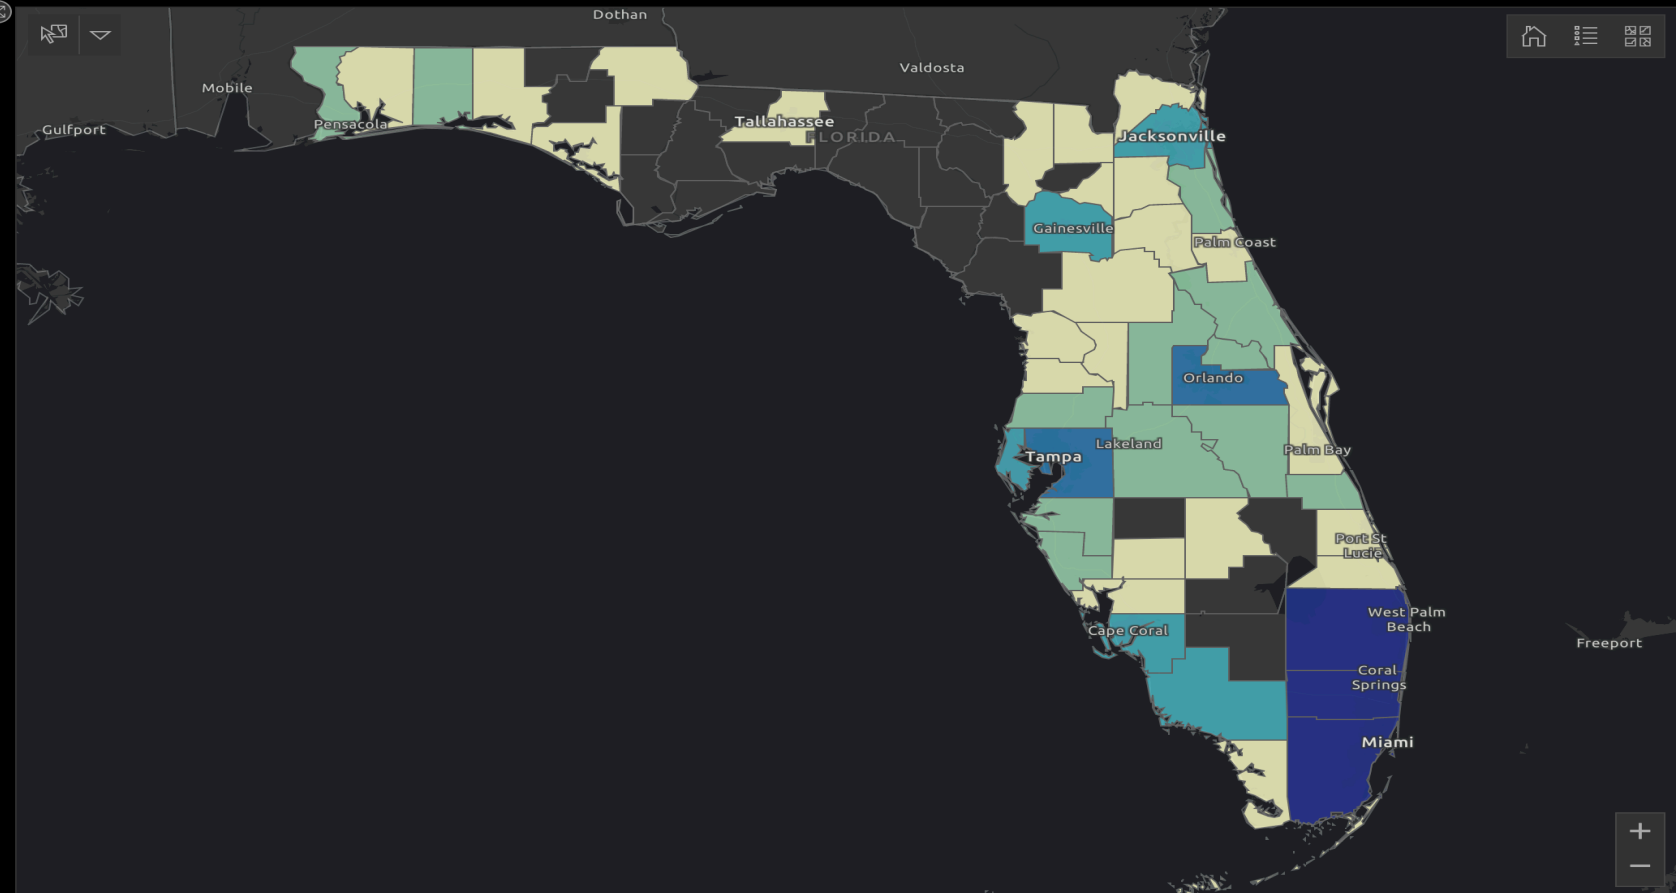 Dothan
Valdosta
Mobile
Gulfport
Pensacola
Tallahassee
FLORIDA
Jacksonville
Gainesville
Palm Coast
Orlando
Lakeland
Tampa
Palm Bay
Port St
Lucie
West Palm
Beach
Cape Coral
Freeport
Coral
Springs
Miami